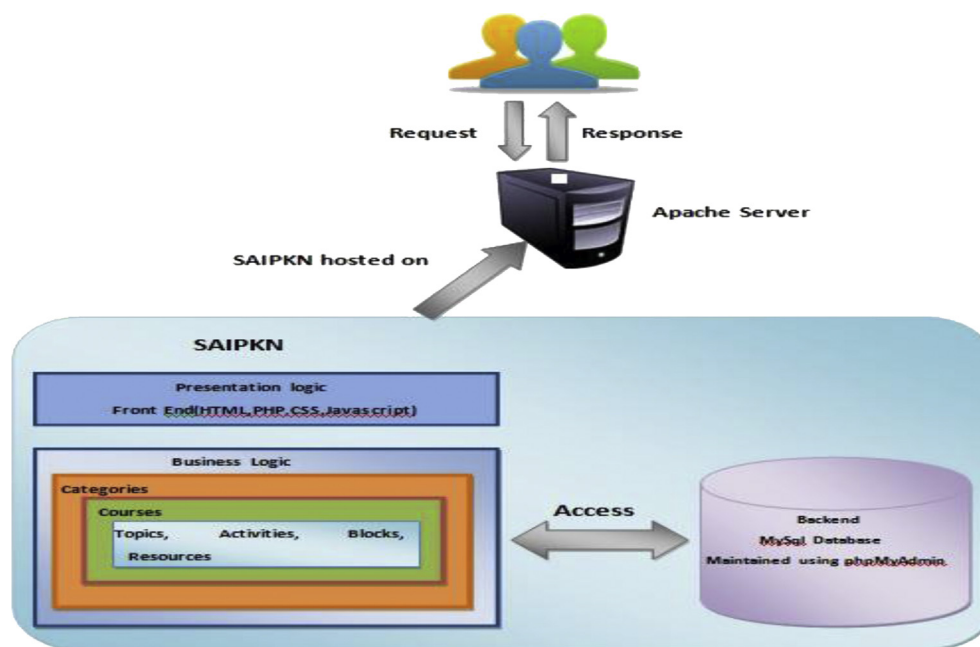 Request
Response
Apache Server
SAIPKN hosted on
SAIPKN
Presentation logic
Front End(HTML,PHP,CSS,Javascript)
Business Logic
Categories
Courses
Topics, Activities, Blocks,
Resources
Access
Backend
MySql Database
Maintained using phpMyAdmin